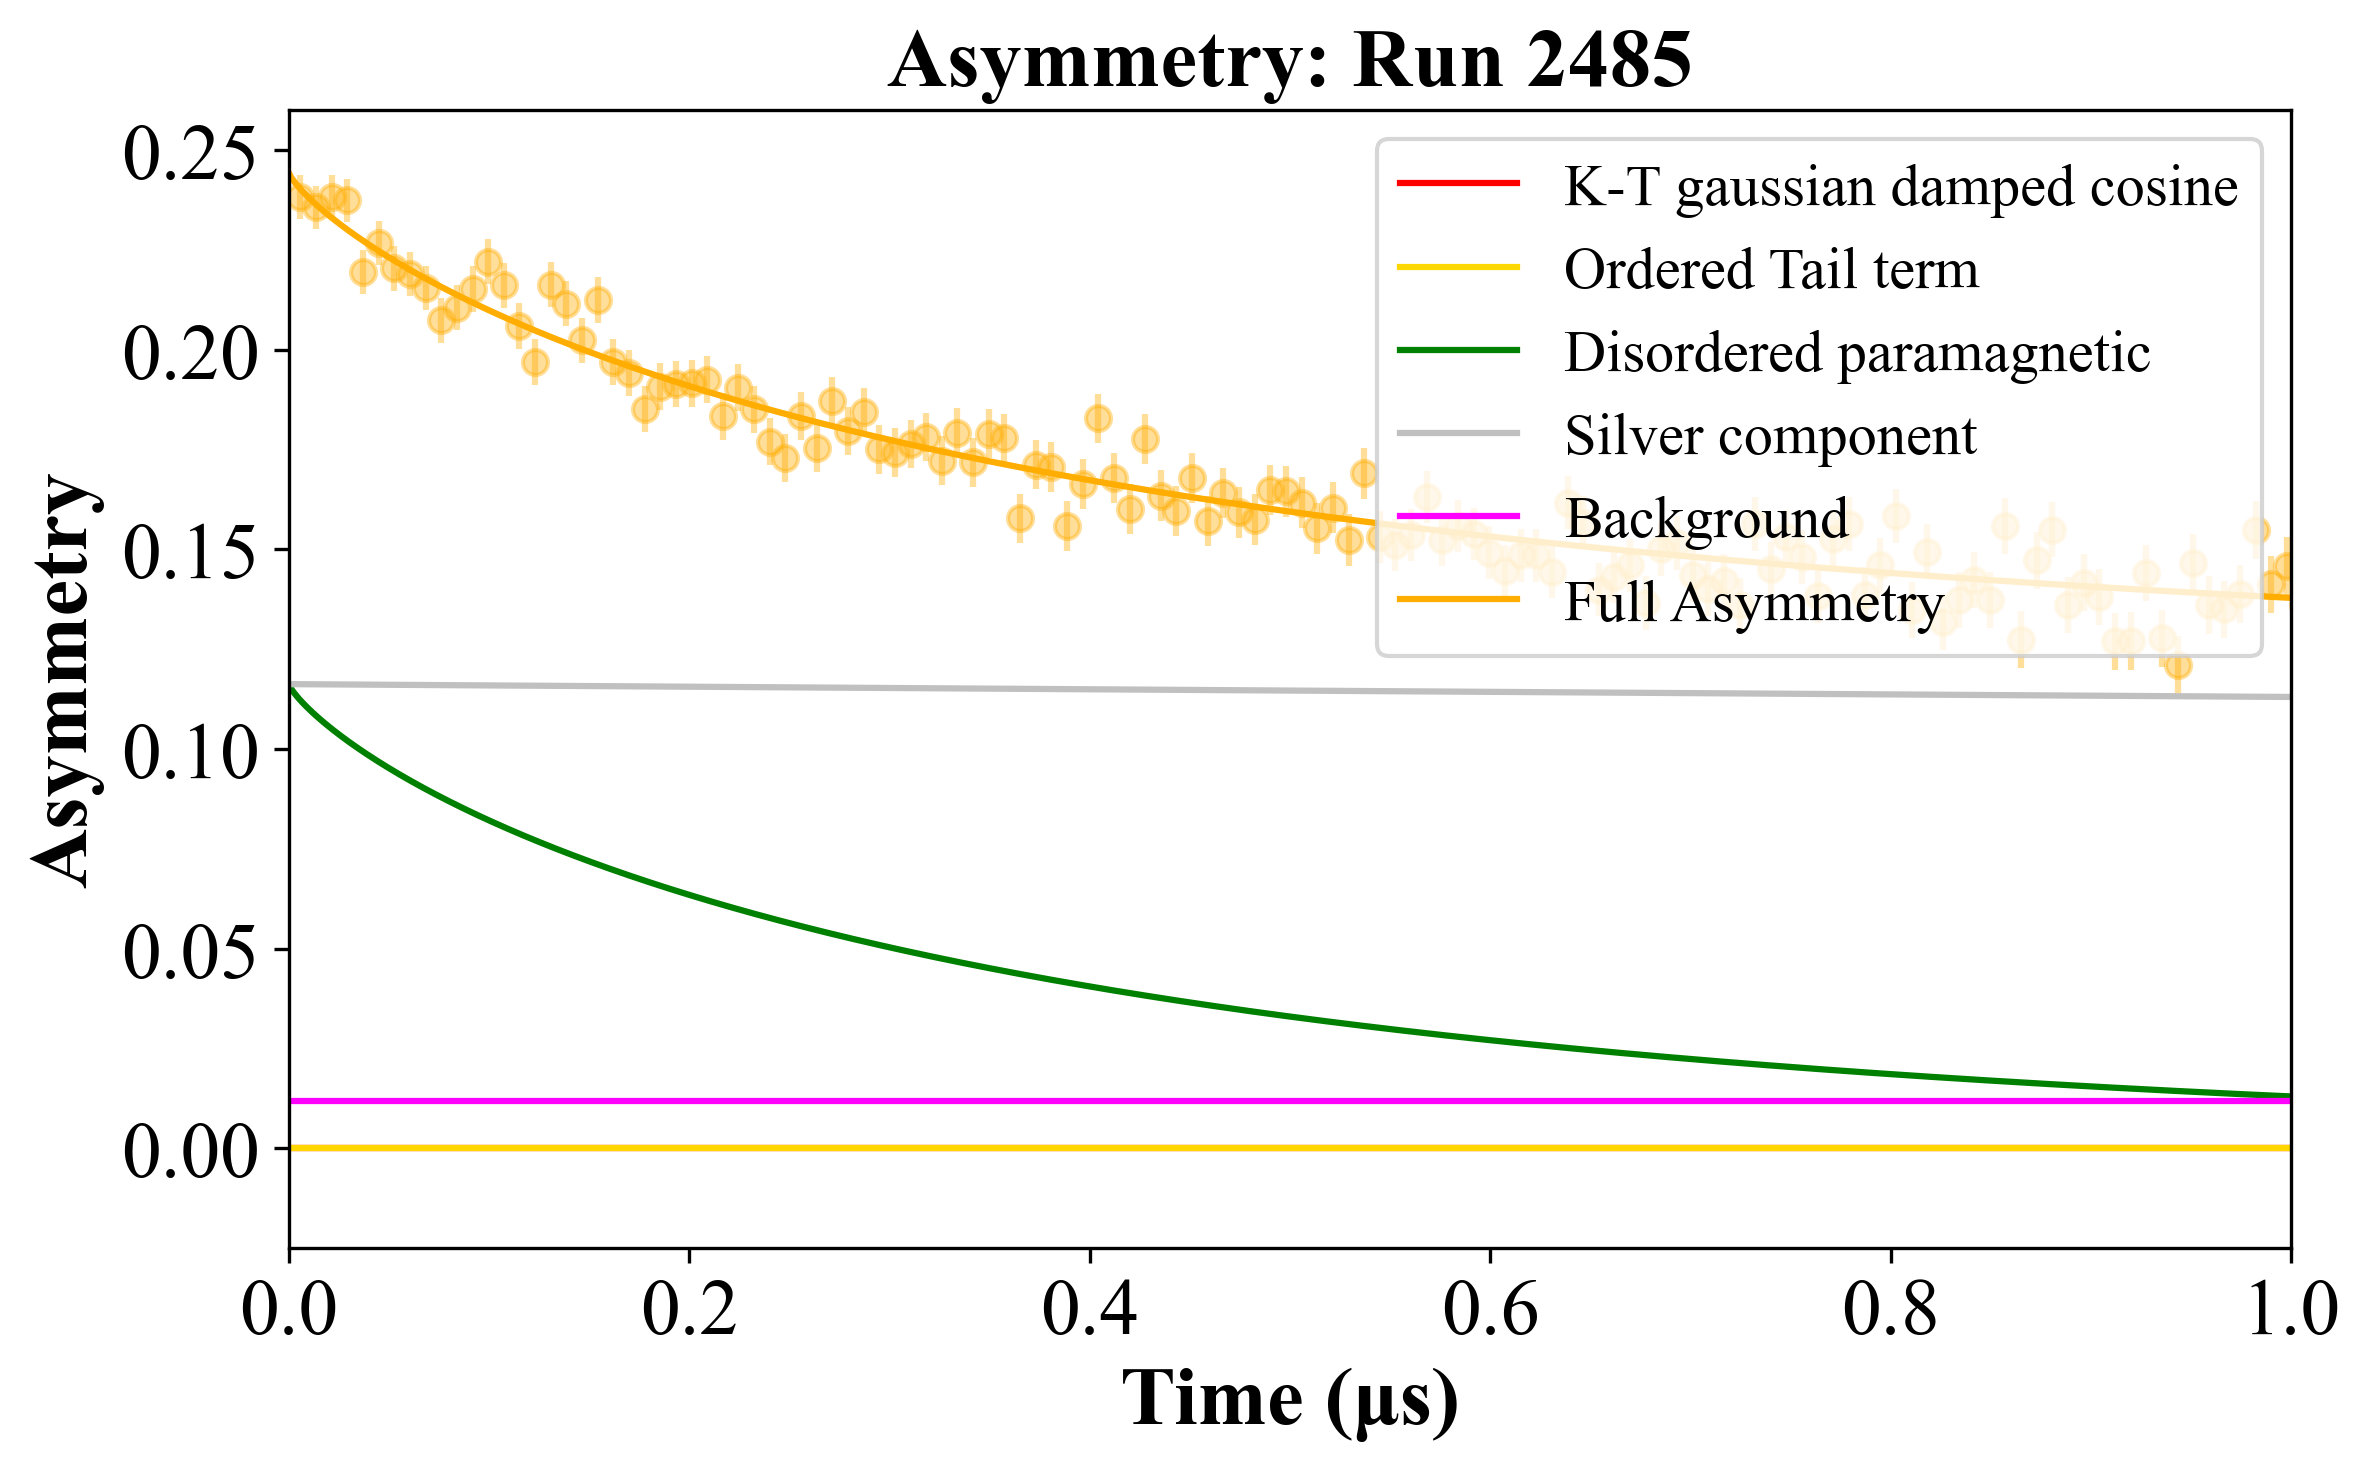 Asymmetry: Run 2485
0.25
0.20
0.15
0.10
0.05
0.00
Asymmetry
K-T gaussian damped cosine
Ordered Tail term
Disordered paramagnetic
Silver component
Background
Full Asymmetry
0.0 0.2 0.4 0.6 0.8 1.0
Time (μs)